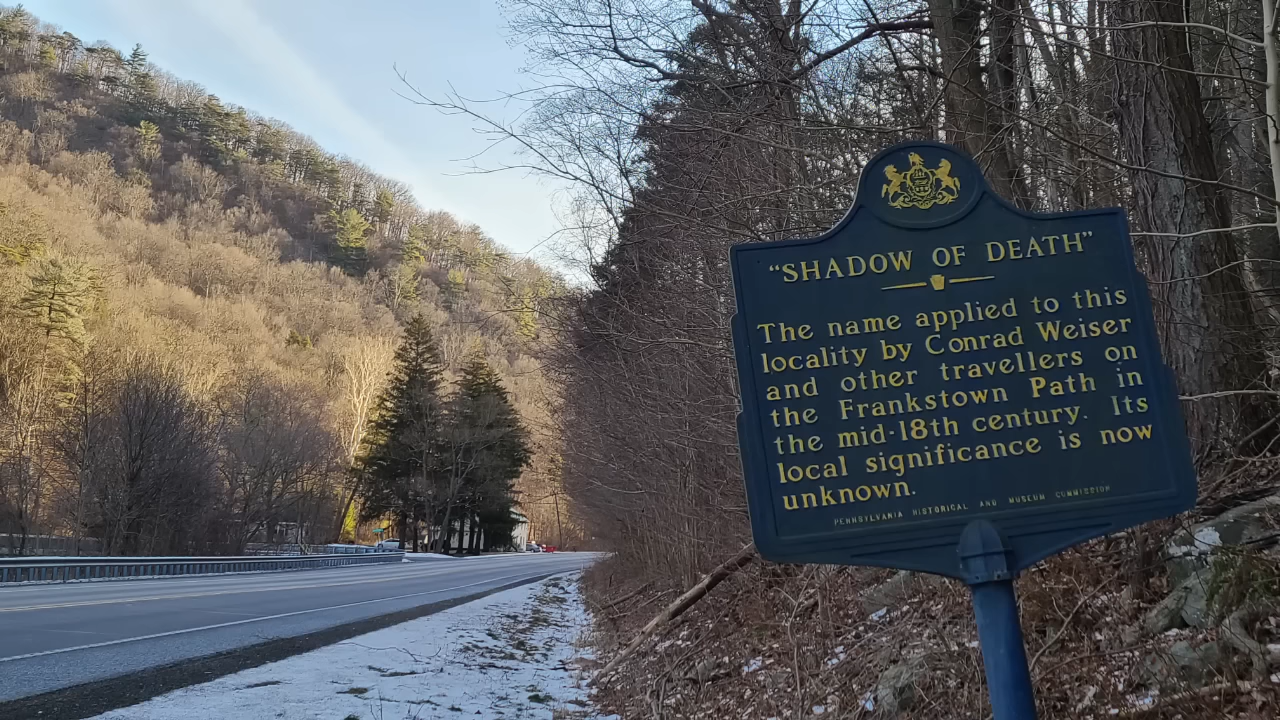 "SHADOW OF DEATH"
The name applied to this
locality by Conrad Weiser
and other travellers on
the Frankstown Path in
the mid-18th century. Its
local significance is now
unknown.
PENNSYLVANIA HISTORICAL AND MUSEUM COMMISSION